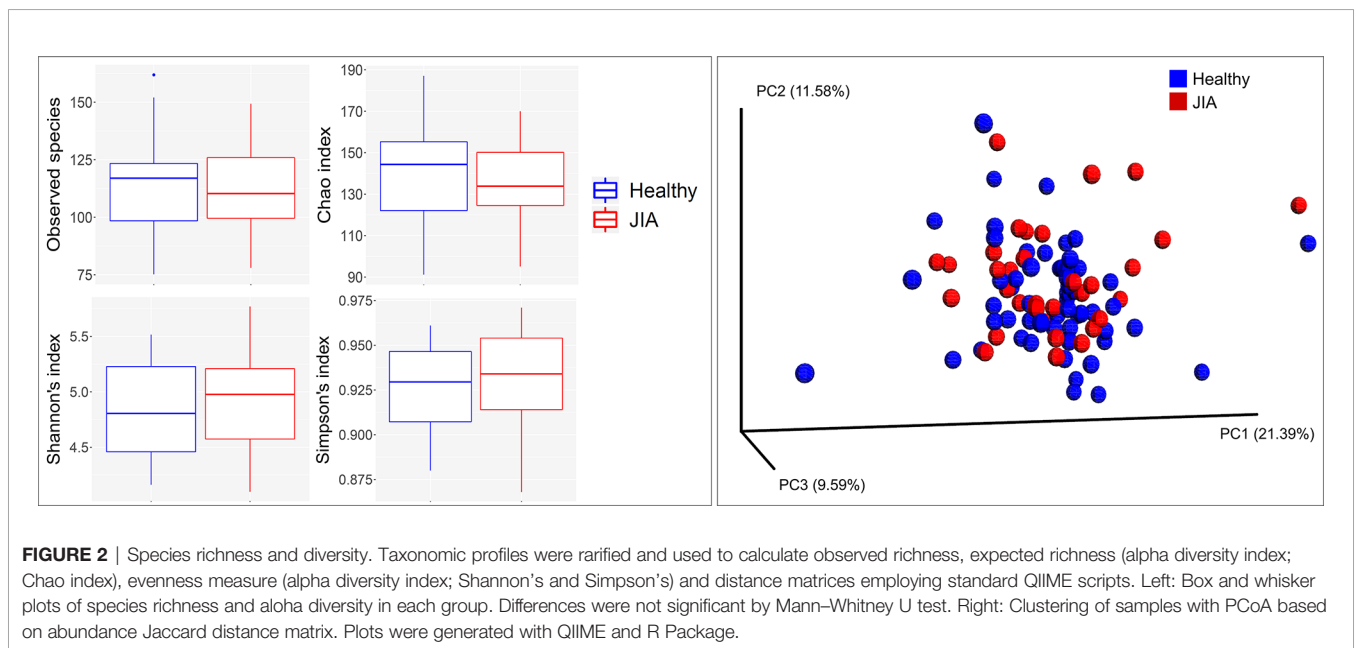 Observed species
150
125
100
75
Chao index
190
170
150
130
110
90
Healthy
JIA
Shannon's index
5.5
5.0
4.5
Simpson's index
0.975
0.950
0.925
0.900
0.875
PC2 (11.58%)
Healthy
JIA
PC1 (21.39%)
PC3 (9.59%)
FIGURE 2 | Species richness and diversity. Taxonomic profiles were rarified and used to calculate observed richness, expected richness (alpha diversity index;
Chao index), evenness measure (alpha diversity index; Shannon's and Simpson's) and distance matrices employing standard QIIME scripts. Left: Box and whisker
plots of species richness and aloha diversity in each group. Differences were not significant by Mann–Whitney U test. Right: Clustering of samples with PCoA based
on abundance Jaccard distance matrix. Plots were generated with QIIME and R Package.